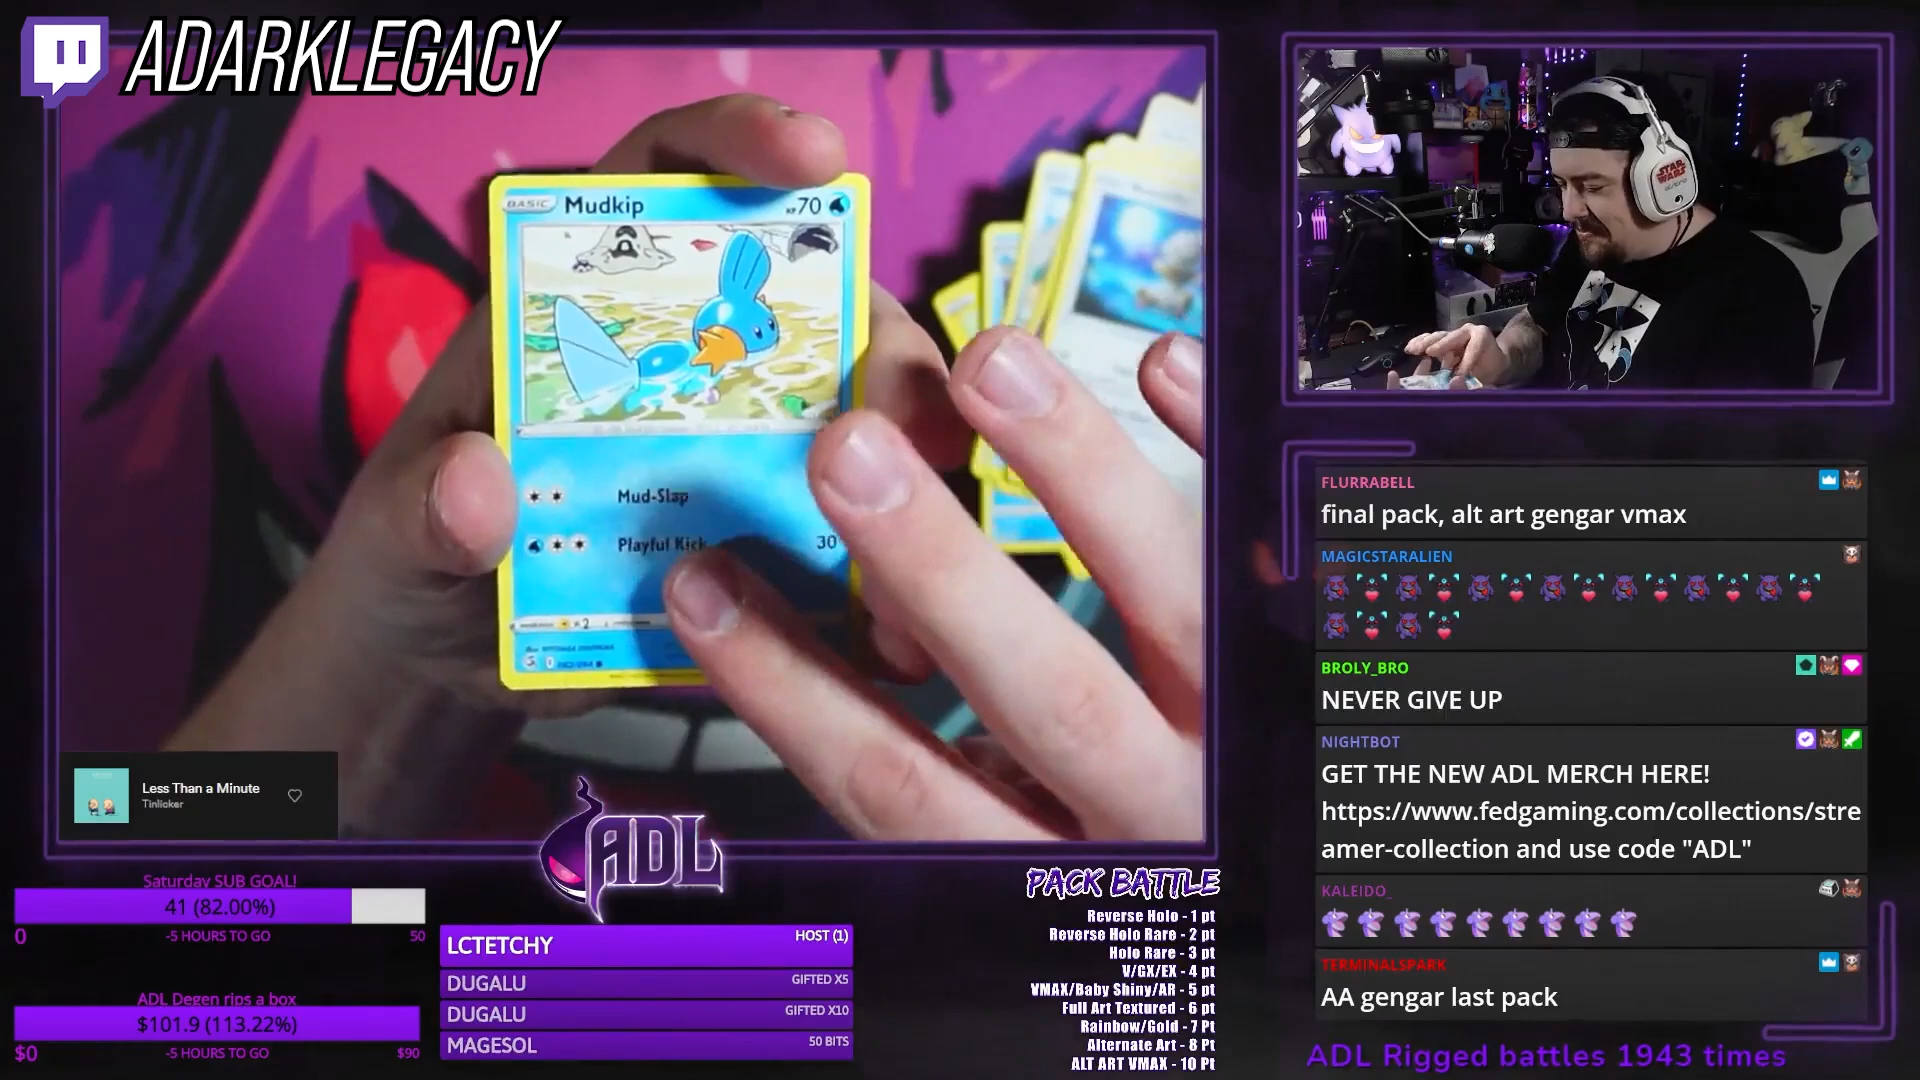 ADARKLEGACY
BASIC Mudkip HP70
Mud-Slap
Playful Kick 30
×2
STAR WARS
ASTRO
Less Than a Minute
Tinlicker
ADL
Saturday SUB GOAL!
41 (82.00%)
0 -5 HOURS TO GO 50
ADL Degen rips a box
$101.9 (113.22%)
$0 -5 HOURS TO GO $90
LCTETCHY HOST (1)
DUGALU GIFTED X5
DUGALU GIFTED X10
MAGESOL 50 BITS
PACK BATTLE
Reverse Holo - 1 pt
Reverse Holo Rare - 2 pt
Holo Rare - 3 pt
V/GX/EX - 4 pt
VMAX/Baby Shiny/AR - 5 pt
Full Art Textured - 6 pt
Rainbow/Gold - 7 Pt
Alternate Art - 8 Pt
ALT ART VMAX - 10 Pt
FLURRABELL
final pack, alt art gengar vmax
MAGICSTARALIEN
BROLY_BRO
NEVER GIVE UP
NIGHTBOT
GET THE NEW ADL MERCH HERE!
https://www.fedgaming.com/collections/stre
amer-collection and use code "ADL"
KALEIDO_
TERMINALSPARK
AA gengar last pack
ADL Rigged battles 1943 times